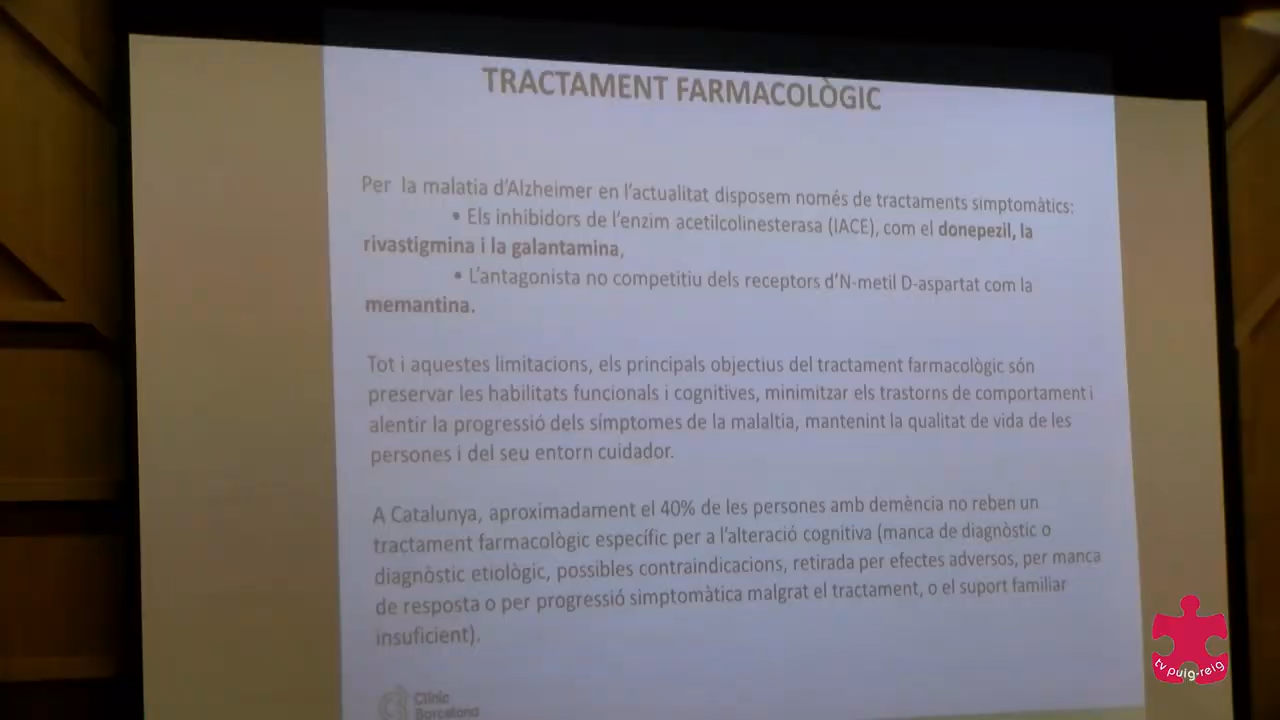 TRACTAMENT FARMACOLÒGIC
Per la malatia d'Alzheimer en l'actualitat disposem només de tractaments simptomàtics:
• Els inhibidors de l'enzim acetilcolinesterasa (IACE), com el donepezil, la
rivastigmina i la galantamina,
• L'antagonista no competitiu dels receptors d'N-metil D-aspartat com la
memantina.
Tot i aquestes limitacions, els principals objectius del tractament farmacològic són
preservar les habilitats funcionals i cognitives, minimitzar els trastorns de comportament i
alentir la progressió dels símptomes de la malaltia, mantenint la qualitat de vida de les
persones i del seu entorn cuidador.
A Catalunya, aproximadament el 40% de les persones amb demència no reben un
tractament farmacològic específic per a l'alteració cognitiva (manca de diagnòstic o
diagnòstic etiològic, possibles contraindicacions, retirada per efectes adversos, per manca
de resposta o per progressió simptomàtica malgrat el tractament, o el suport familiar
insuficient).
Clínic
Barcelona
tv puig-reig